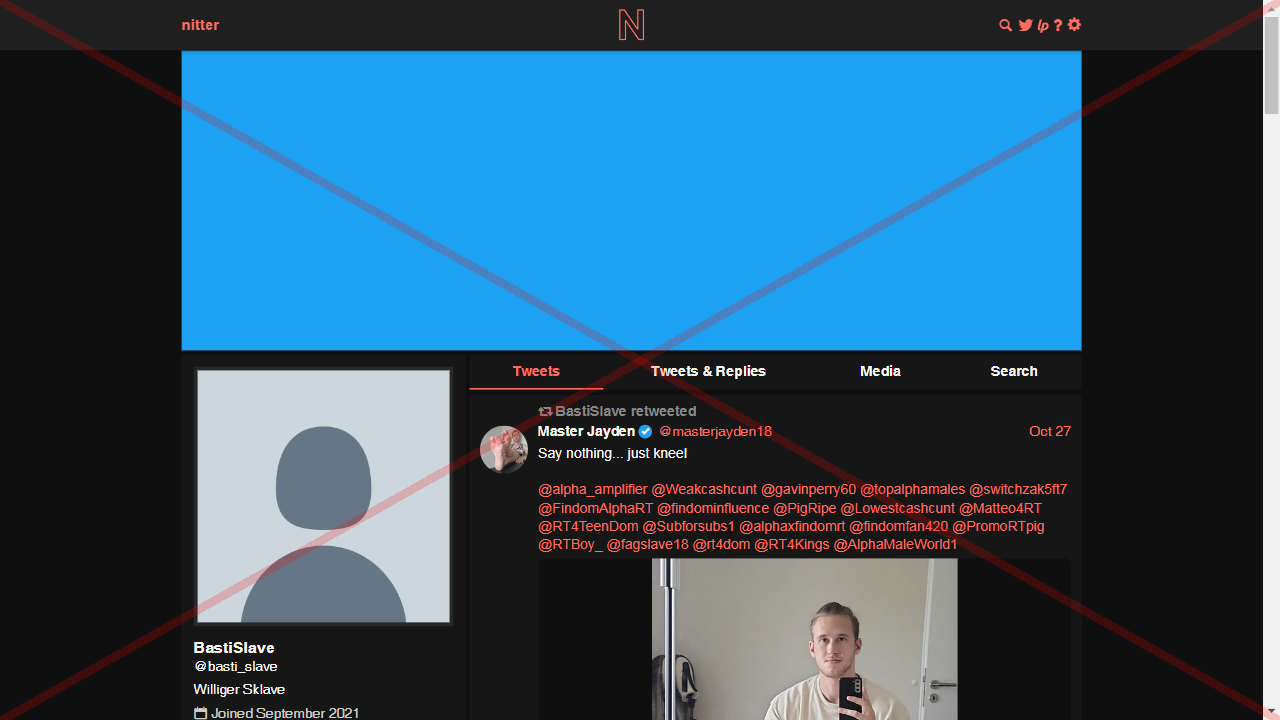 nitter
Tweets Tweets & Replies Media Search
BastiSlave retweeted
Master Jayden @masterjayden18 Oct 27
Say nothing... just kneel
@alpha_amplifier @Weakcashcunt @gavinperry60 @topalphamales @switchzak5ft7
@FindomAlphaRT @findominfluence @PigRipe @Lowestcashcunt @Matteo4RT
@RT4TeenDom @Subforsubs1 @alphaxfindomrt @findomfan420 @PromoRTpig
@RTBoy_ @fagslave18 @rt4dom @RT4Kings @AlphaMaleWorld1
BastiSlave
@basti_slave
Williger Sklave
Joined September 2021